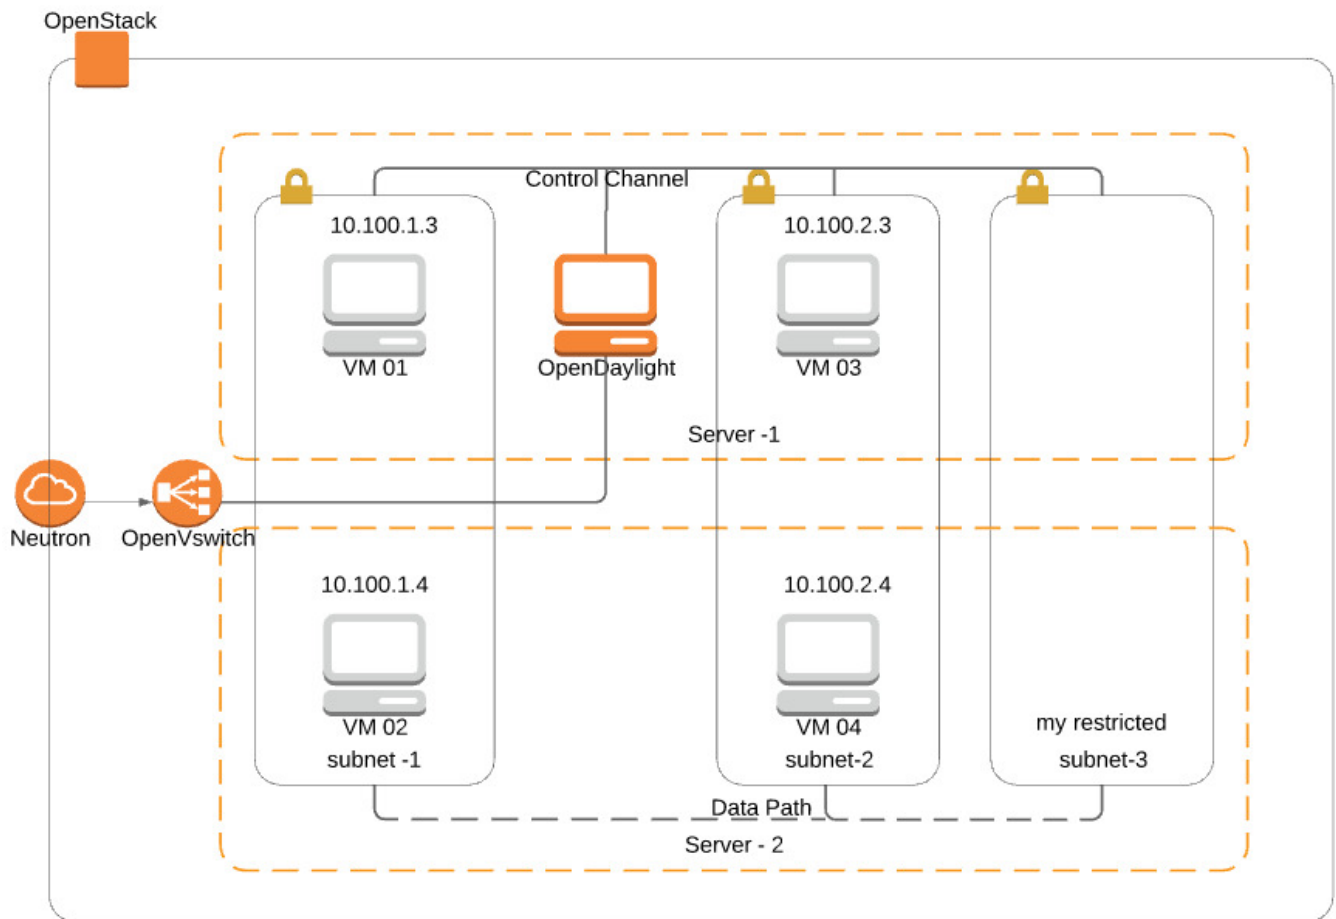 OpenStack
Control Channel
10.100.1.3
10.100.2.3
VM 01
OpenDaylight
VM 03
Server -1
Neutron
OpenVswitch
10.100.1.4
10.100.2.4
VM 02
VM 04
my restricted
subnet -1
subnet-2
subnet-3
Data Path
Server - 2